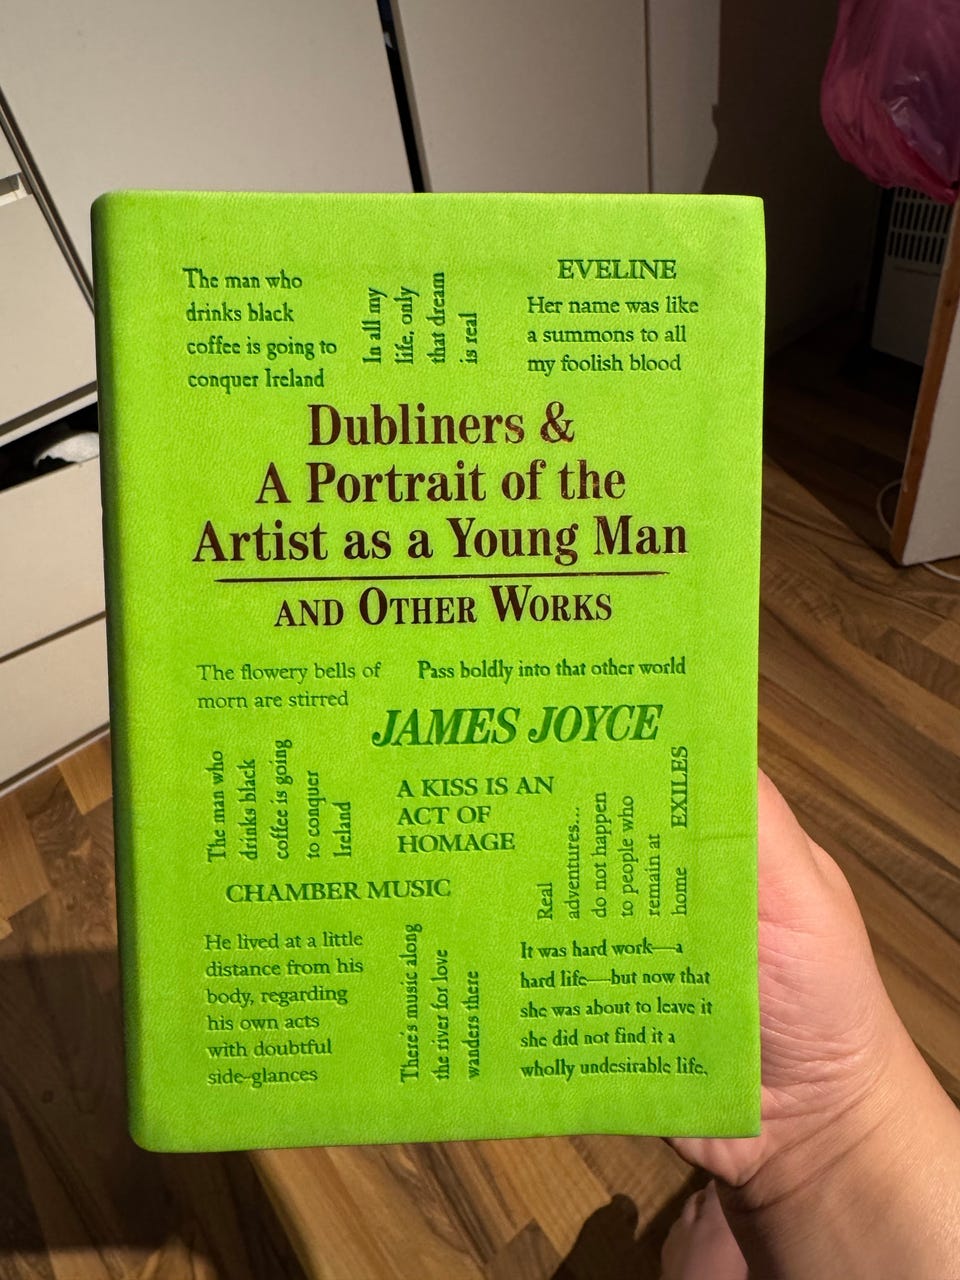 The man who
drinks black
coffee is going to
conquer Ireland
In all my
life, only
that dream
is real
EVELINE
Her name was like
a summons to all
my foolish blood
Dubliners &
A Portrait of the
Artist as a Young Man
AND OTHER WORKS
The flowery bells of
morn are stirred
Pass boldly into that other world
JAMES JOYCE
The man who
drinks black
coffee is going
to conquer
Ireland
A KISS IS AN
ACT OF
HOMAGE
Real
adventures...
do not happen
to people who
remain at
home
EXILES
CHAMBER MUSIC
He lived at a little
distance from his
body, regarding
his own acts
with doubtful
side-glances
There's music along
the river for love
wanders there
It was hard work—a
hard life—but now that
she was about to leave it
she did not find it a
wholly undesirable life.